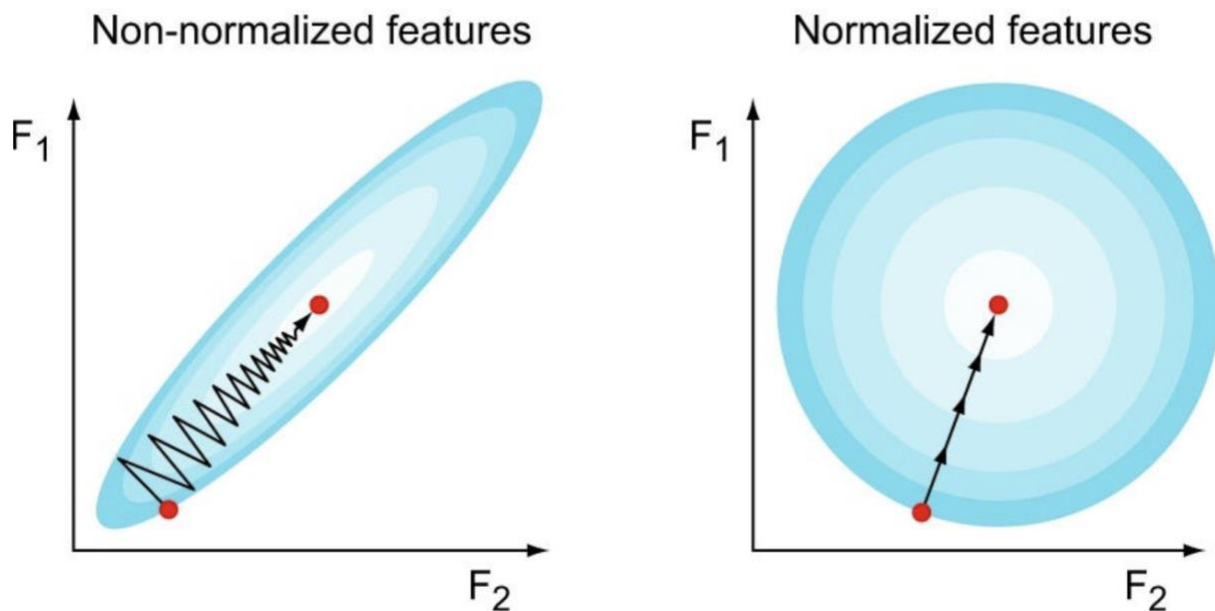 Non-normalized features
Normalized features
F₁
F₂
F₁
F₂